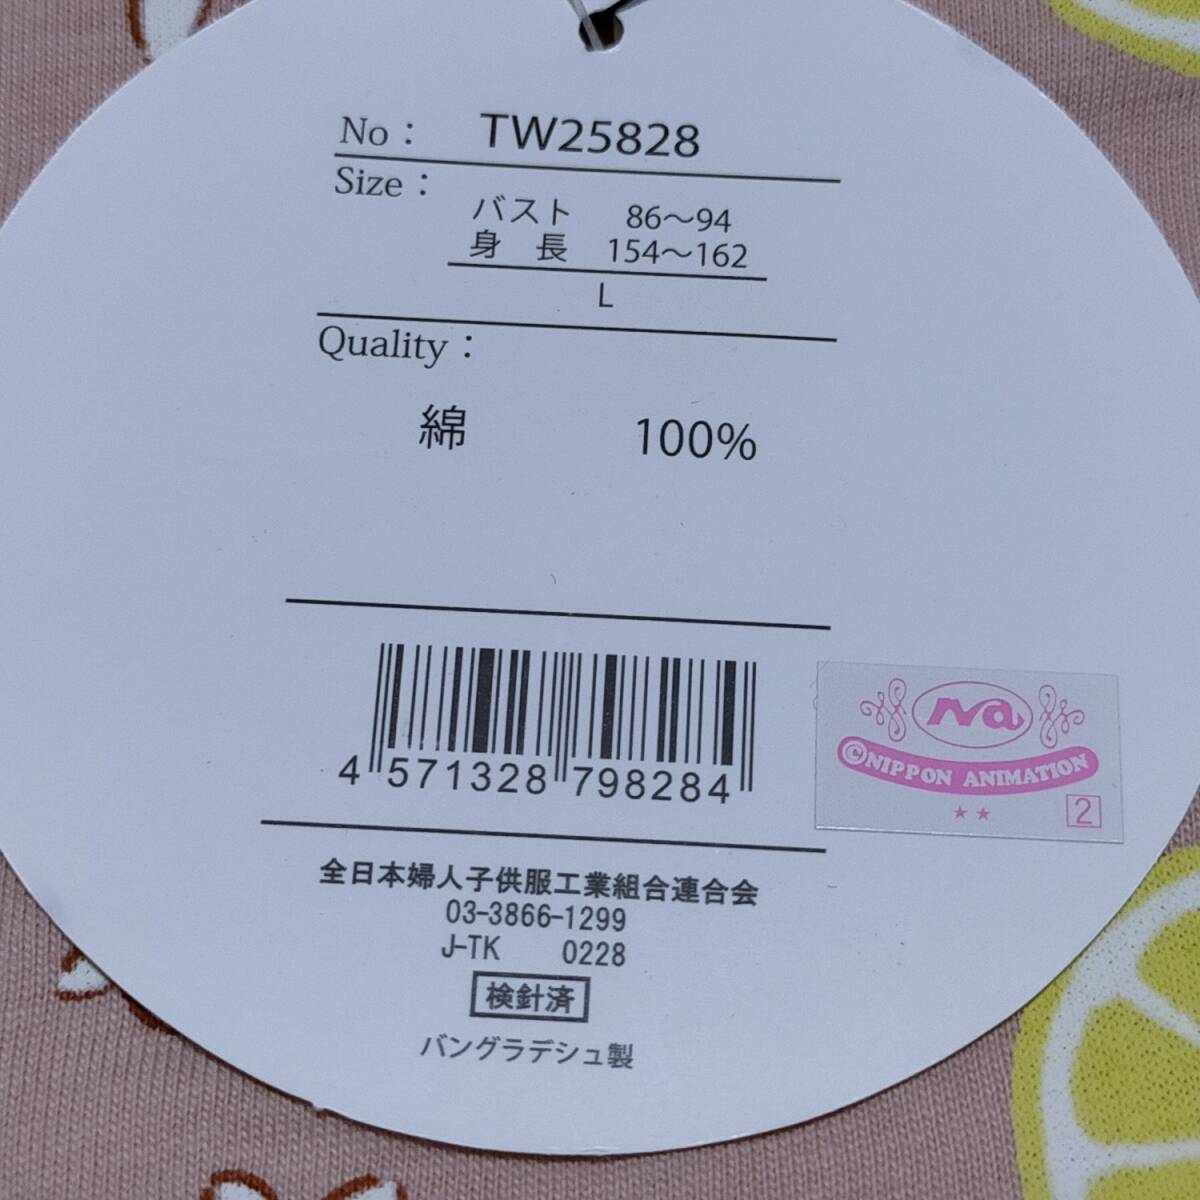 No： TW25828
Size：
バスト 86～94
身 長 154～162
L
Quality：
綿 100%
4 571328 798284
Na
©NIPPON ANIMATION
★★
2
全日本婦人子供服工業組合連合会
03-3866-1299
J-TK 0228
検針済
バングラデシュ製